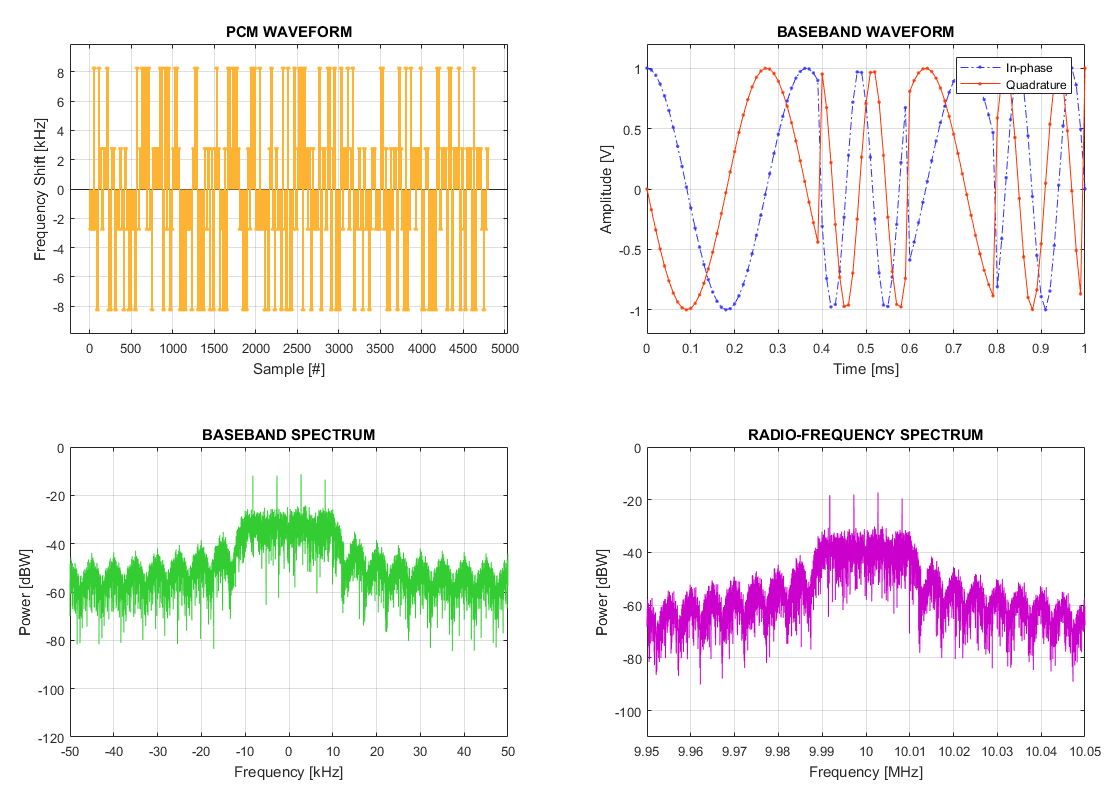 PCM WAVEFORM
Frequency Shift [kHz]
8
6
4
2
0
-2
-4
-6
-8
0 500 1000 1500 2000 2500 3000 3500 4000 4500 5000
Sample [#]
BASEBAND WAVEFORM
Amplitude [V]
1
0.5
0
-0.5
-1
In-phase
Quadrature
0 0.1 0.2 0.3 0.4 0.5 0.6 0.7 0.8 0.9 1
Time [ms]
BASEBAND SPECTRUM
Power [dBW]
0
-20
-40
-60
-80
-100
-120
-50 -40 -30 -20 -10 0 10 20 30 40 50
Frequency [kHz]
RADIO-FREQUENCY SPECTRUM
Power [dBW]
0
-20
-40
-60
-80
-100
9.95 9.96 9.97 9.98 9.99 10 10.01 10.02 10.03 10.04 10.05
Frequency [MHz]